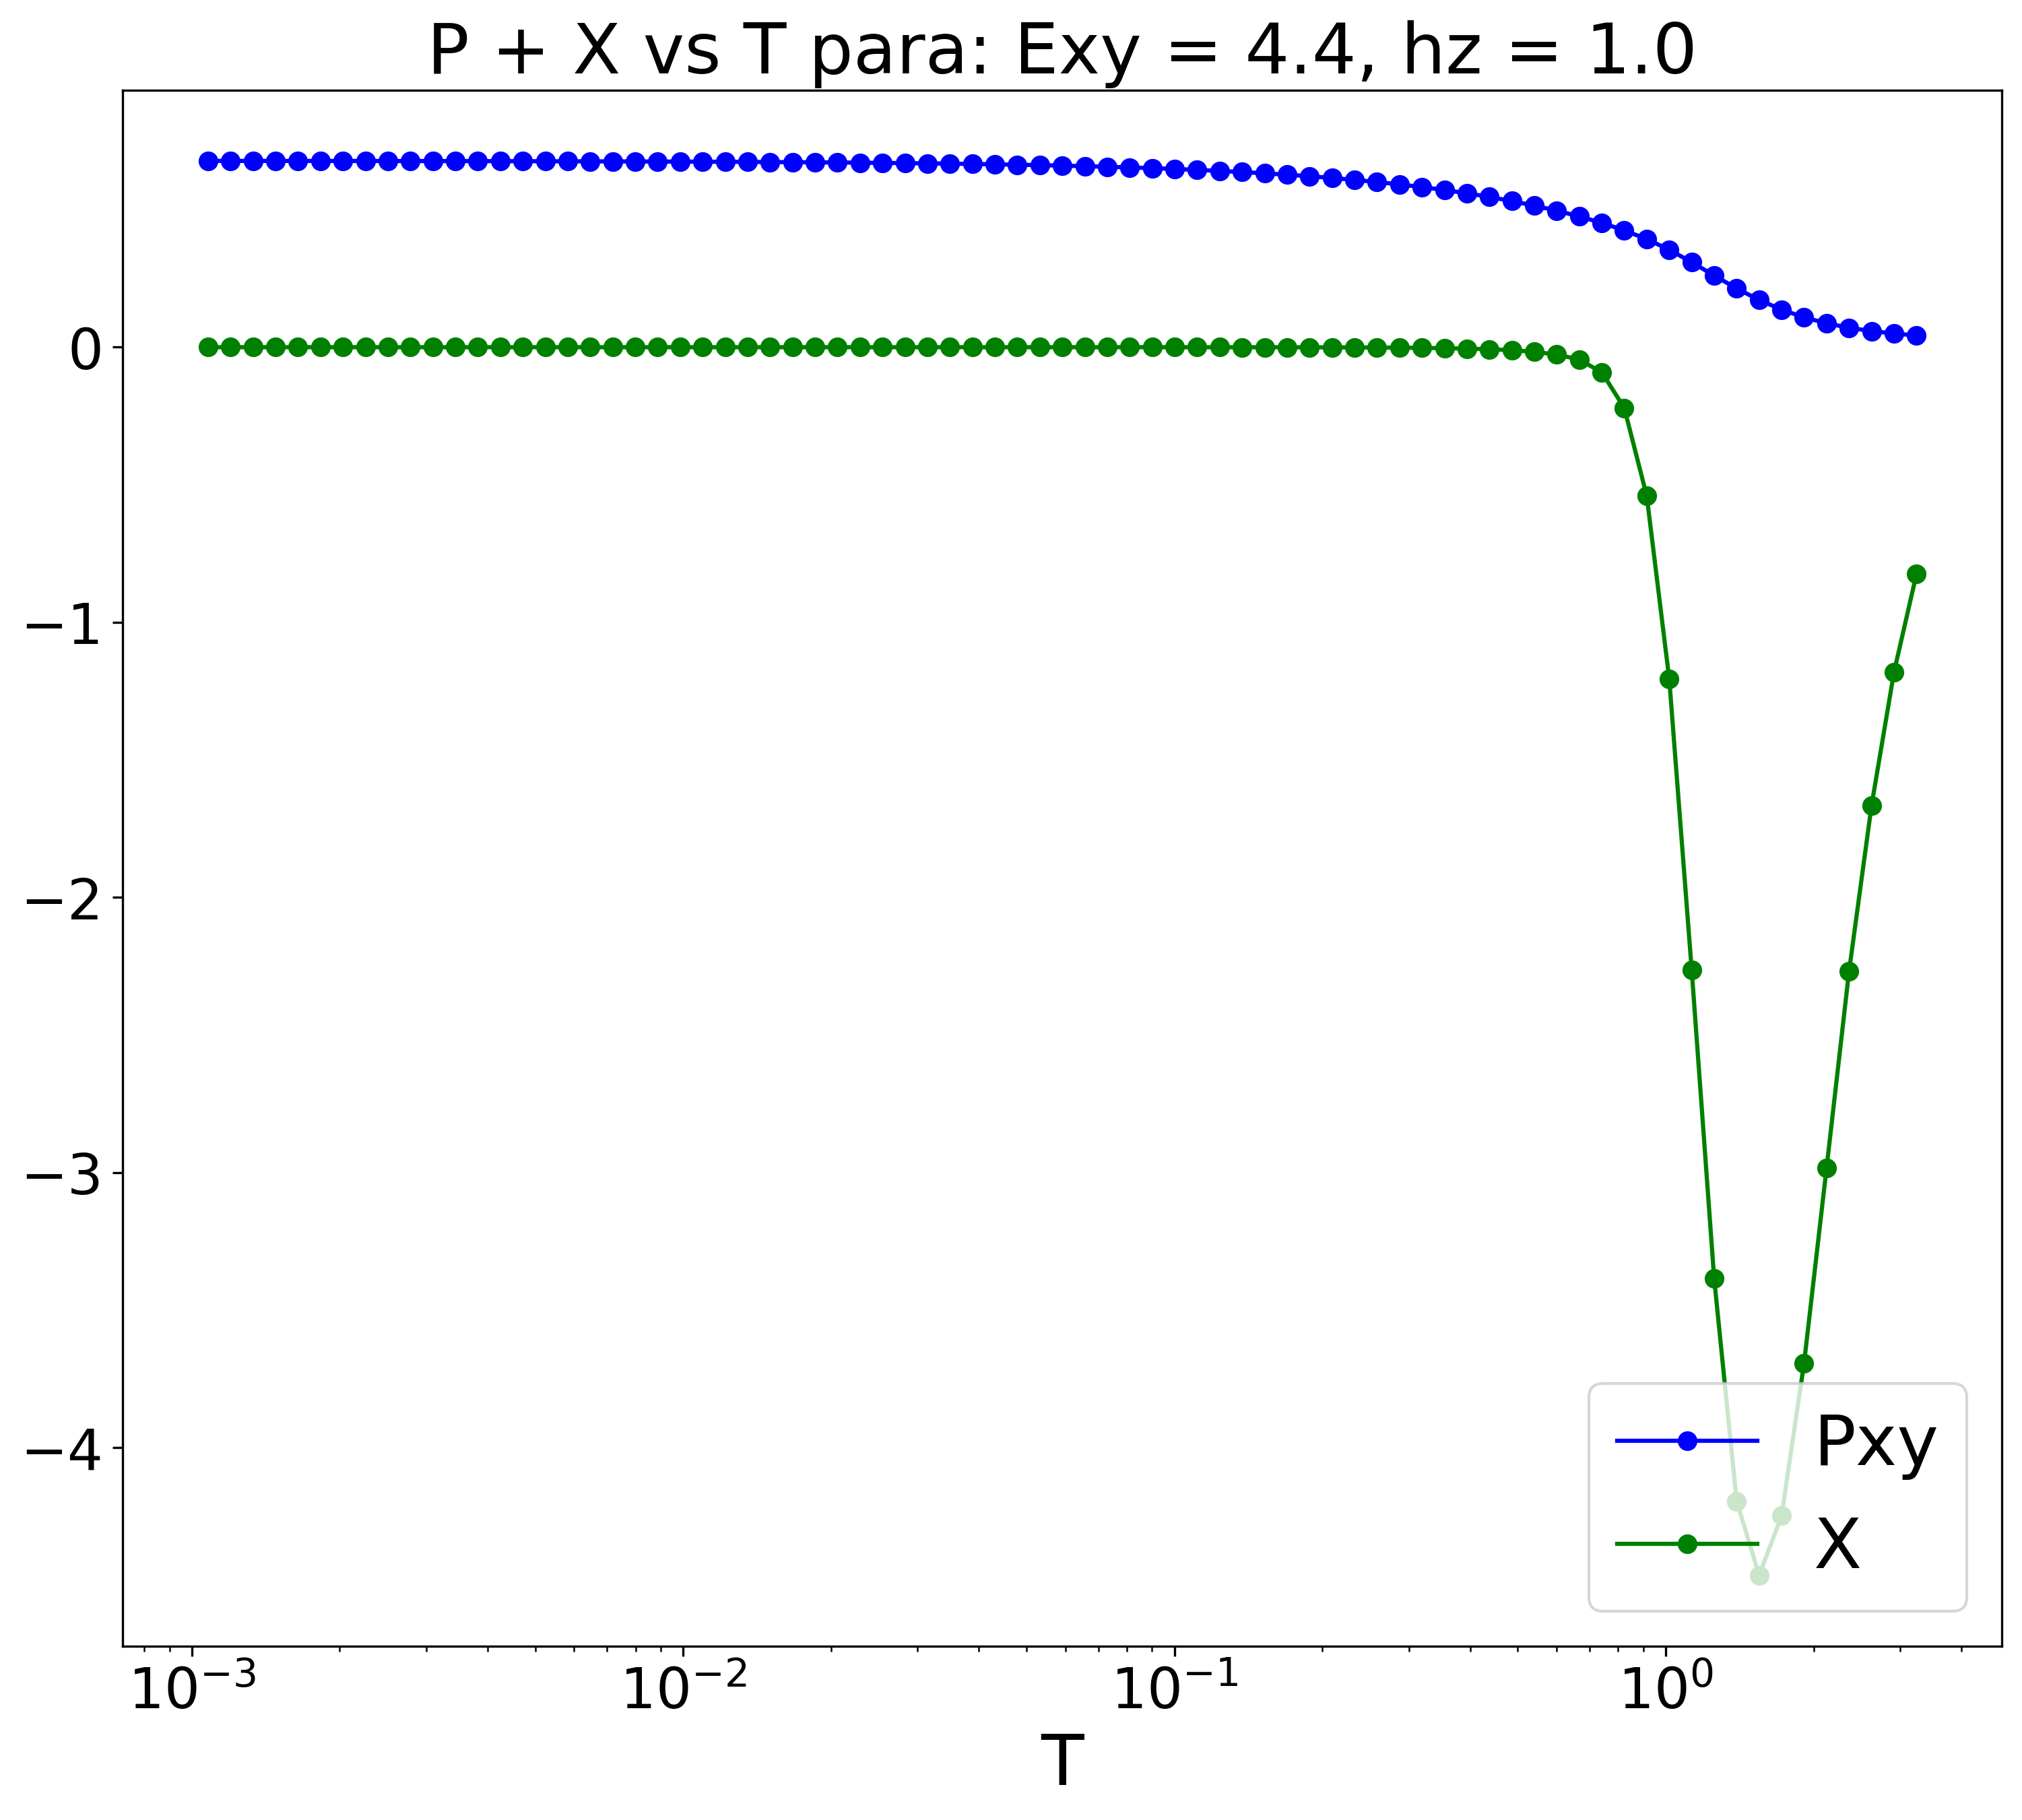 P + X vs T para: Exy = 4.4, hz = 1.0
0
−1
−2
−3
−4
Pxy
X
10⁻³ 10⁻² 10⁻¹ 10⁰
T